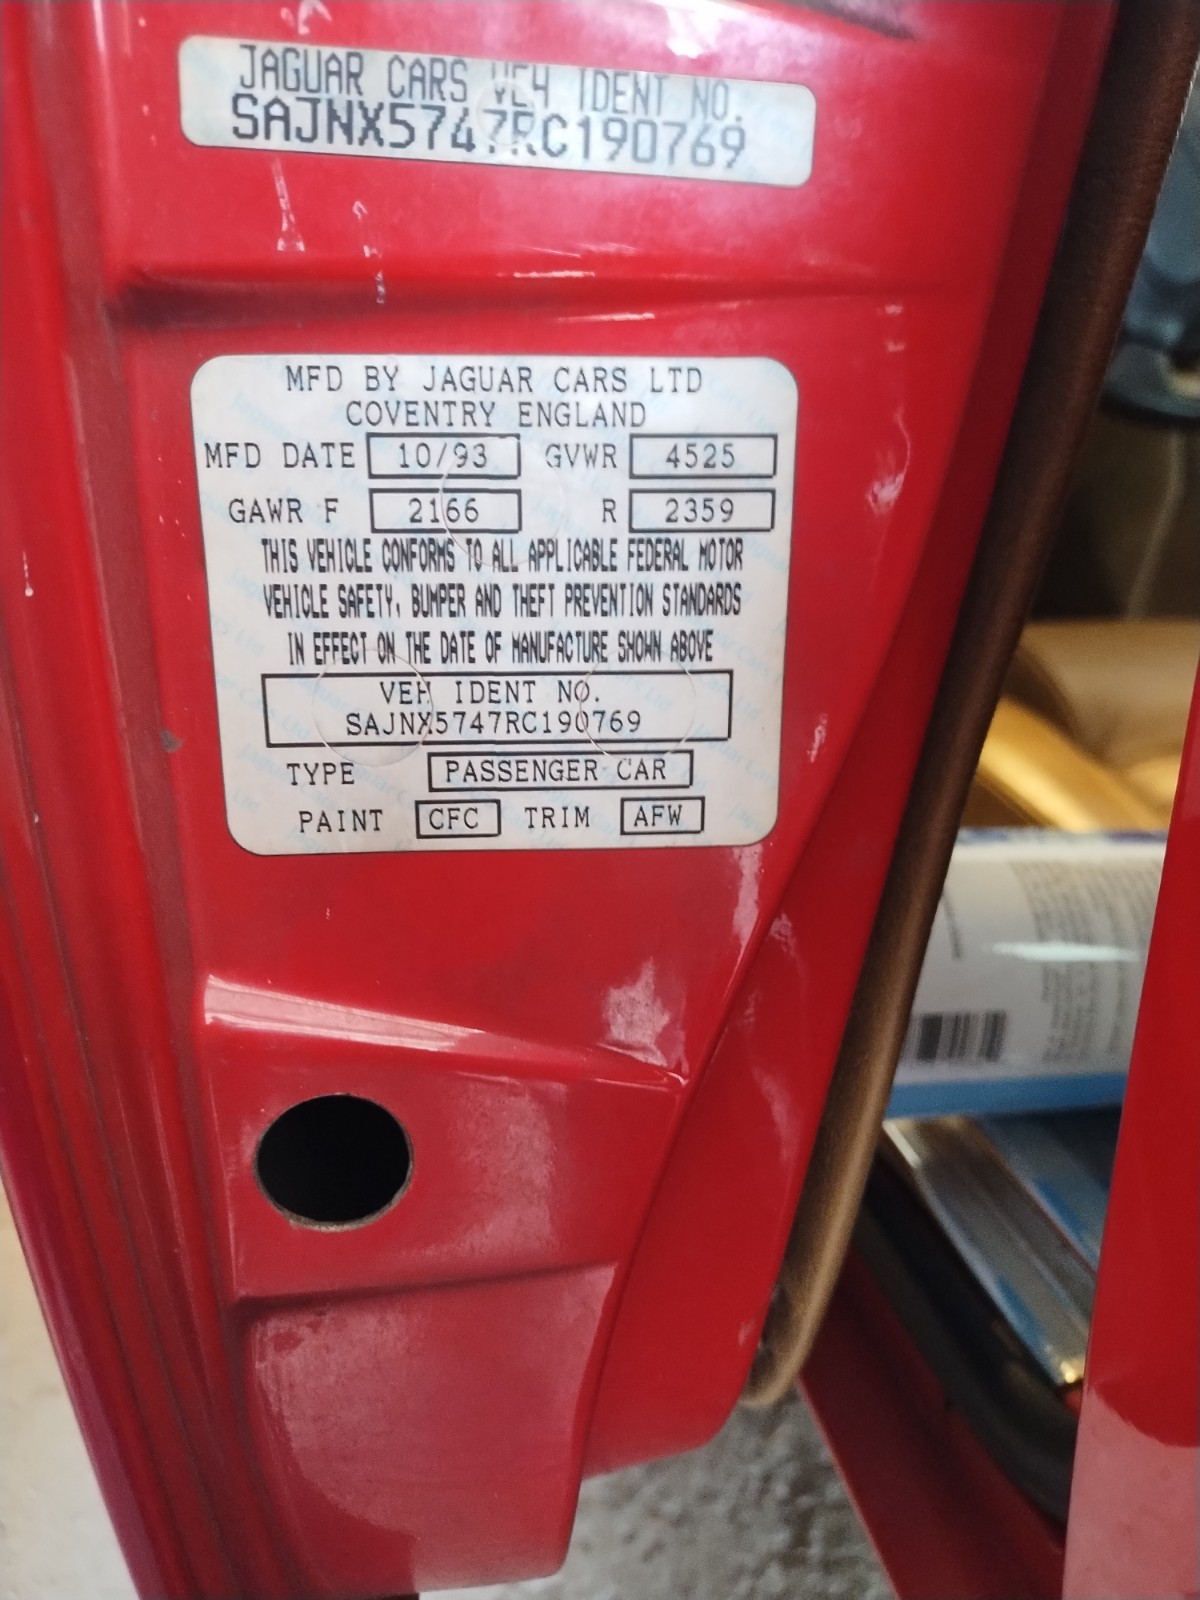 JAGUAR CARS VEH IDENT NO.
SAJNX5747RC190769
MFD BY JAGUAR CARS LTD
COVENTRY ENGLAND
MFD DATE 10/93 GVWR 4525
GAWR F 2166 R 2359
THIS VEHICLE CONFORMS TO ALL APPLICABLE FEDERAL MOTOR
VEHICLE SAFETY, BUMPER AND THEFT PREVENTION STANDARDS
IN EFFECT ON THE DATE OF MANUFACTURE SHOWN ABOVE
VEH IDENT NO.
SAJNX5747RC190769
TYPE PASSENGER CAR
PAINT CFC TRIM AFW